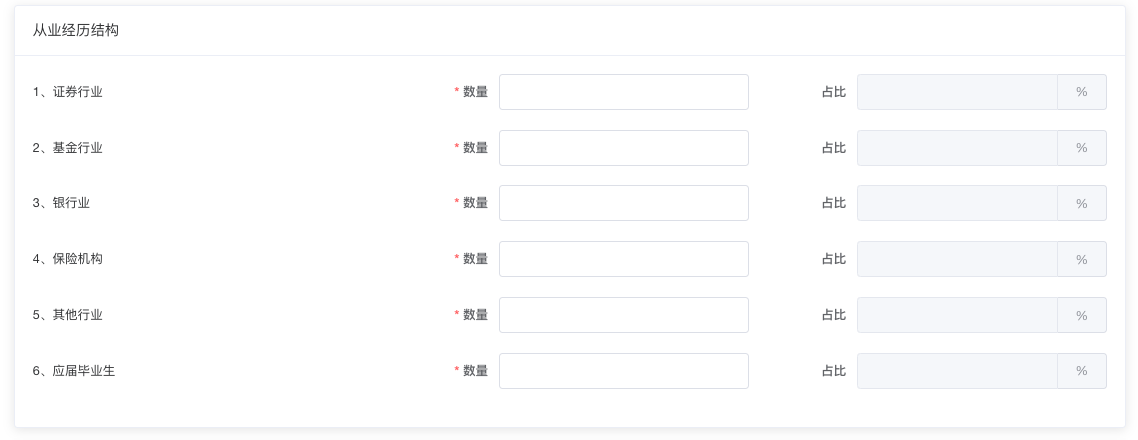 从业经历结构
1、证券行业 * 数量 占比 %
2、基金行业 * 数量 占比 %
3、银行业 * 数量 占比 %
4、保险机构 * 数量 占比 %
5、其他行业 * 数量 占比 %
6、应届毕业生 * 数量 占比 %